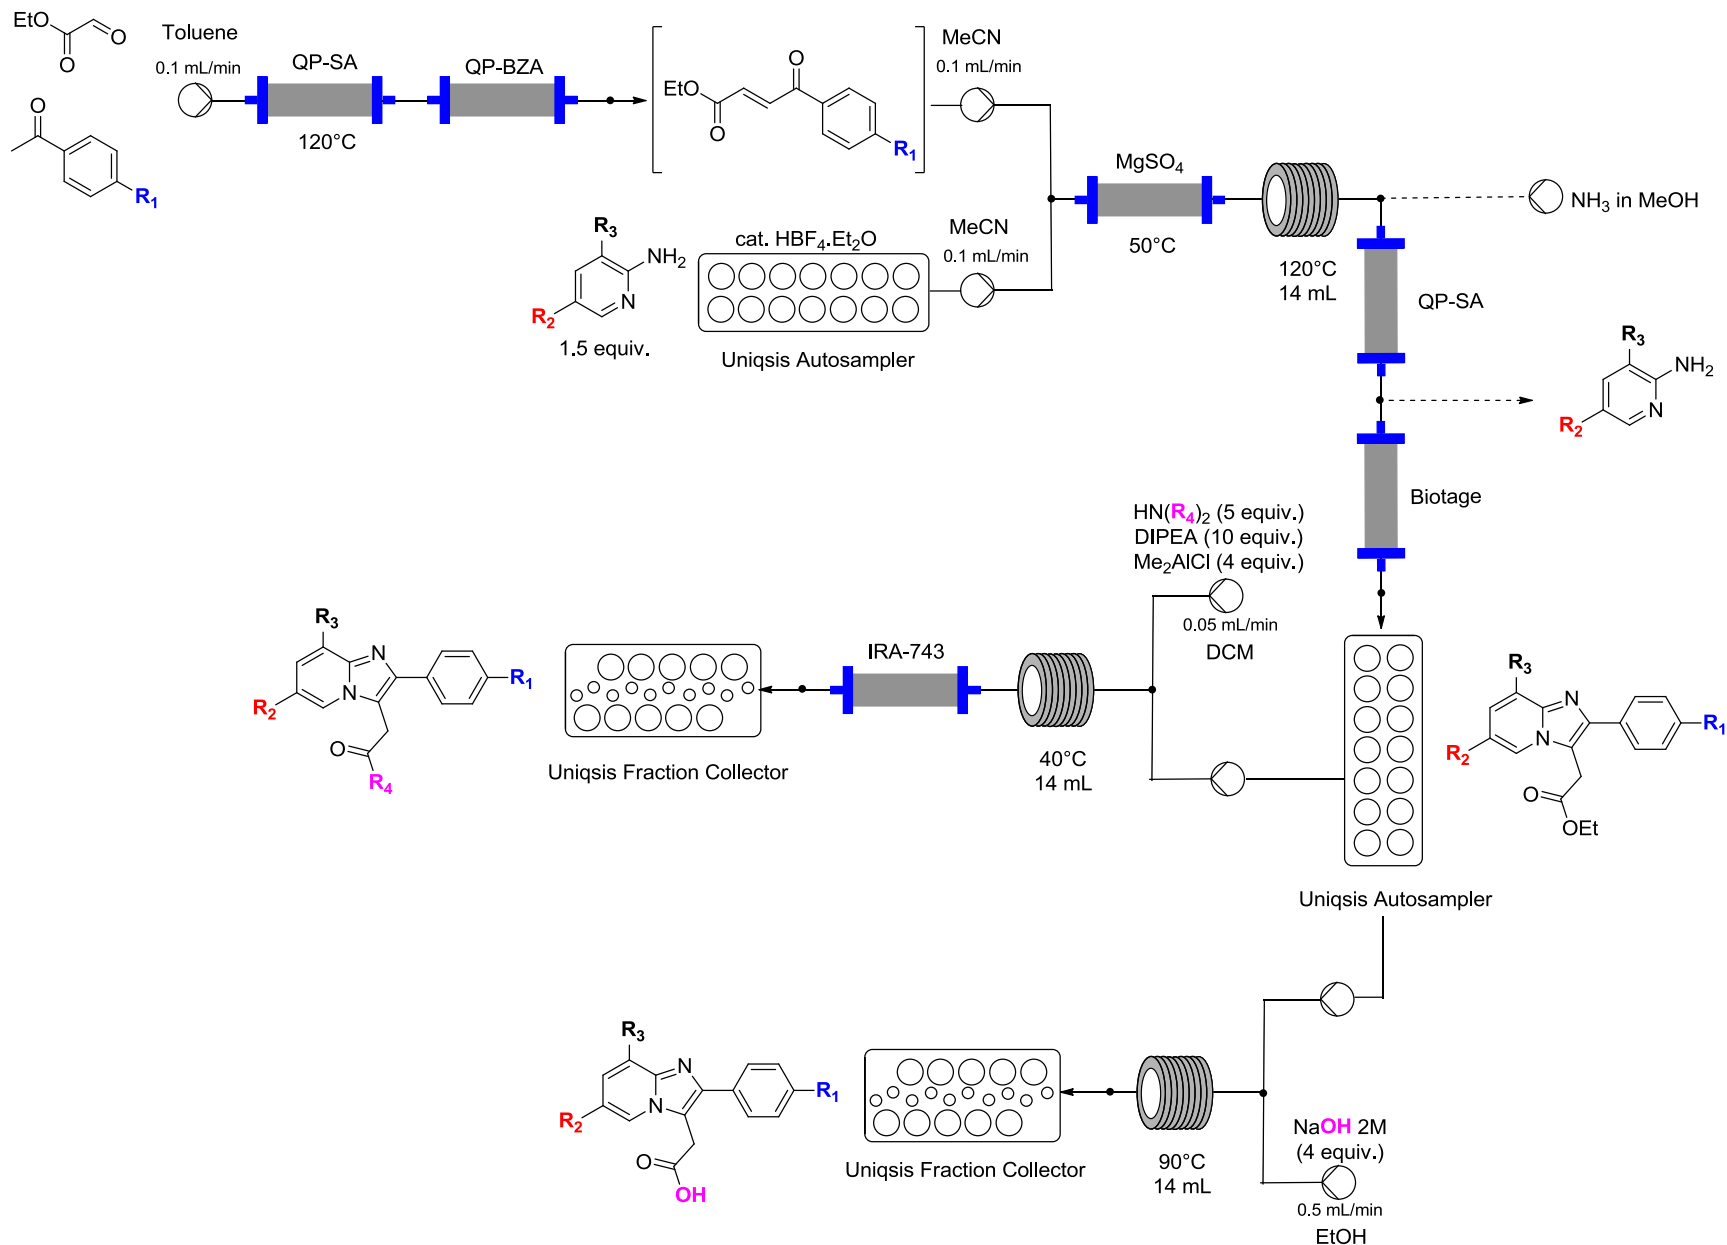 EtO
O
O
Toluene
0.1 mL/min
QP-SA
120°C
QP-BZA
O
R1
EtO
O
O
R1
MeCN
0.1 mL/min
R3
NH2
N
R2
1.5 equiv.
cat. HBF4.Et2O
Uniqsis Autosampler
MeCN
0.1 mL/min
MgSO4
50°C
120°C
14 mL
NH3 in MeOH
QP-SA
R3
NH2
N
R2
Biotage
HN(R4)2 (5 equiv.)
DIPEA (10 equiv.)
Me2AlCl (4 equiv.)
0.05 mL/min
DCM
R3
N
N
R1
R2
O
R4
Uniqsis Fraction Collector
IRA-743
40°C
14 mL
R3
N
N
R1
R2
O
OEt
Uniqsis Autosampler
R3
N
N
R1
R2
O
OH
Uniqsis Fraction Collector
90°C
14 mL
NaOH 2M
(4 equiv.)
0.5 mL/min
EtOH